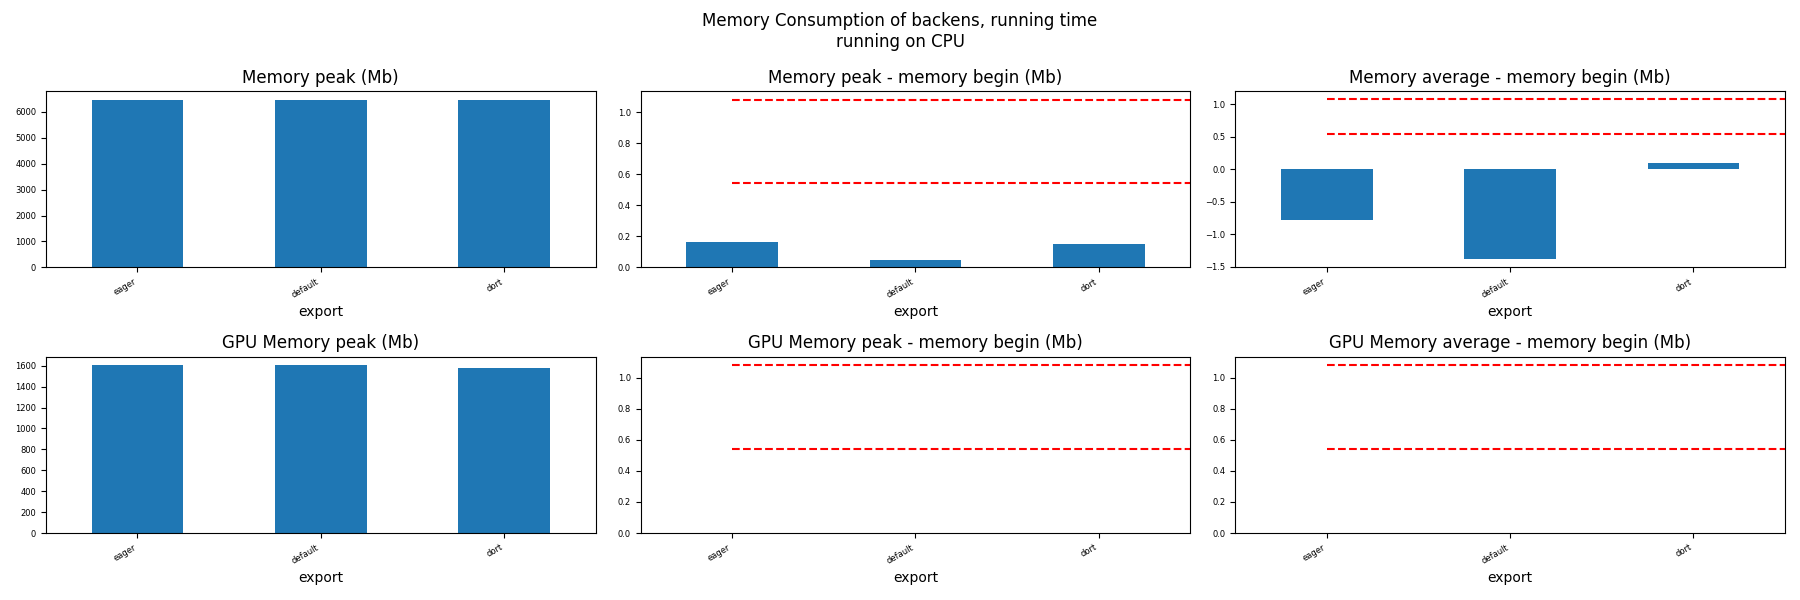 Memory Consumption of backens, running time
running on CPU
Memory peak (Mb)
6000
5000
4000
3000
2000
1000
0
eager
default
dort
export
Memory peak - memory begin (Mb)
1.0
0.8
0.6
0.4
0.2
0.0
eager
default
dort
export
Memory average - memory begin (Mb)
1.0
0.5
0.0
−0.5
−1.0
−1.5
eager
default
dort
export
GPU Memory peak (Mb)
1600
1400
1200
1000
800
600
400
200
0
eager
default
dort
export
GPU Memory peak - memory begin (Mb)
1.0
0.8
0.6
0.4
0.2
0.0
eager
default
dort
export
GPU Memory average - memory begin (Mb)
1.0
0.8
0.6
0.4
0.2
0.0
eager
default
dort
export